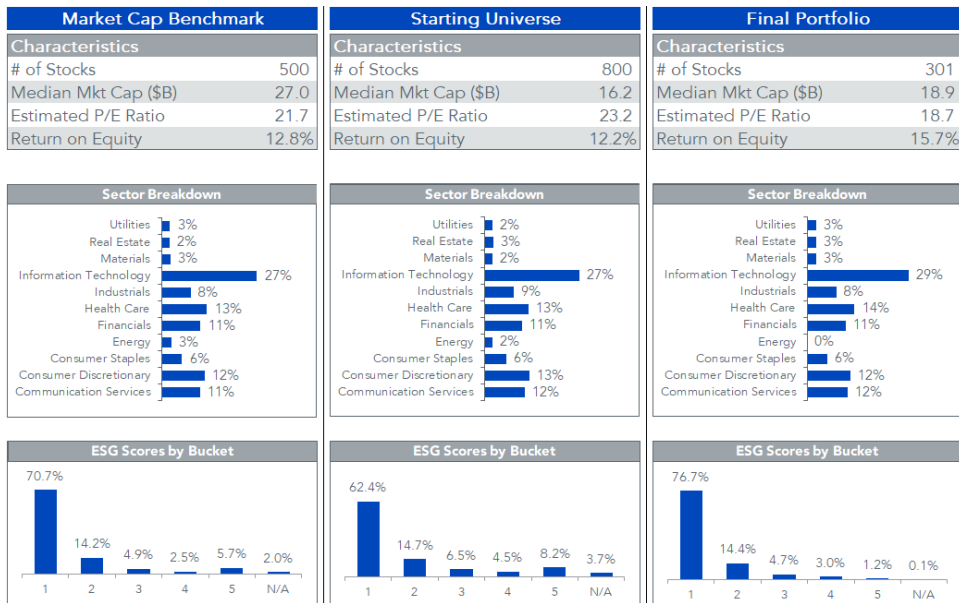 Market Cap Benchmark
Characteristics
# of Stocks 500
Median Mkt Cap ($B) 27.0
Estimated P/E Ratio 21.7
Return on Equity 12.8%
Sector Breakdown
Utilities 3%
Real Estate 2%
Materials 3%
Information Technology 27%
Industrials 8%
Health Care 13%
Financials 11%
Energy 3%
Consumer Staples 6%
Consumer Discretionary 12%
Communication Services 11%
ESG Scores by Bucket
70.7% 14.2% 4.9% 2.5% 5.7% 2.0%
1 2 3 4 5 N/A
Starting Universe
Characteristics
# of Stocks 800
Median Mkt Cap ($B) 16.2
Estimated P/E Ratio 23.2
Return on Equity 12.2%
Sector Breakdown
Utilities 2%
Real Estate 3%
Materials 2%
Information Technology 27%
Industrials 9%
Health Care 13%
Financials 11%
Energy 2%
Consumer Staples 6%
Consumer Discretionary 13%
Communication Services 12%
ESG Scores by Bucket
62.4% 14.7% 6.5% 4.5% 8.2% 3.7%
1 2 3 4 5 N/A
Final Portfolio
Characteristics
# of Stocks 301
Median Mkt Cap ($B) 18.9
Estimated P/E Ratio 18.7
Return on Equity 15.7%
Sector Breakdown
Utilities 3%
Real Estate 3%
Materials 3%
Information Technology 29%
Industrials 8%
Health Care 14%
Financials 11%
Energy 0%
Consumer Staples 6%
Consumer Discretionary 12%
Communication Services 12%
ESG Scores by Bucket
76.7% 14.4% 4.7% 3.0% 1.2% 0.1%
1 2 3 4 5 N/A